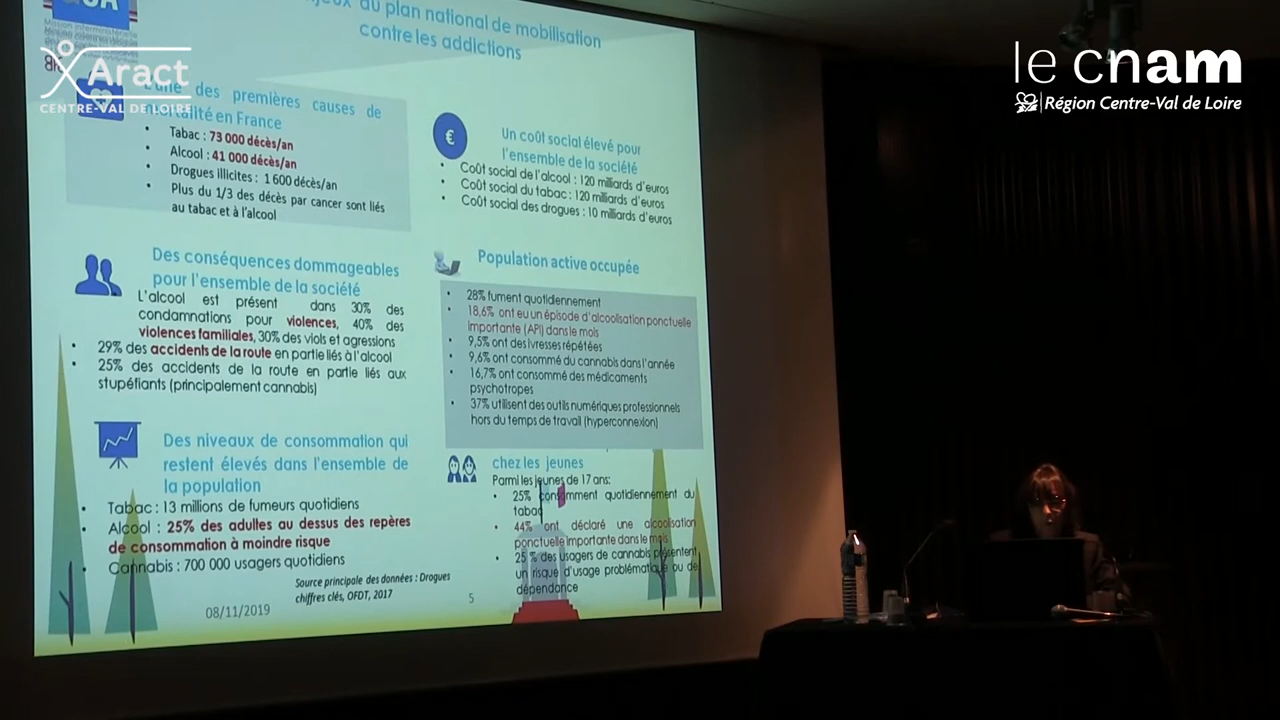 du plan national de mobilisation
contre les addictions
Aract
CENTRE-VAL DE LOIRE
le cnam
Région Centre-Val de Loire
des premières causes de
mortalité en France
• Tabac : 73 000 décès/an
• Alcool : 41 000 décès/an
• Drogues illicites : 1 600 décès/an
• Plus du 1/3 des décès par cancer sont liés
au tabac et à l'alcool
€
Un coût social élevé pour
l'ensemble de la société
• Coût social de l'alcool : 120 milliards d'euros
• Coût social du tabac : 120 milliards d'euros
• Coût social des drogues : 10 milliards d'euros
Des conséquences dommageables
pour l'ensemble de la société
L'alcool est présent dans 30% des
condamnations pour violences, 40% des
violences familiales, 30% des viols et agressions
• 29% des accidents de la route en partie liés à l'alcool
• 25% des accidents de la route en partie liés aux
stupéfiants (principalement cannabis)
Population active occupée
• 28% fument quotidiennement
• 18,6% ont eu un épisode d'alcoolisation ponctuelle
importante (API) dans le mois
• 9,5% ont des ivresses répétées
• 9,6% ont consommé du cannabis dans l'année
• 16,7% ont consommé des médicaments
psychotropes
• 37% utilisent des outils numériques professionnels
hors du temps de travail (hyperconnexion)
Des niveaux de consommation qui
restent élevés dans l'ensemble de
la population
• Tabac : 13 millions de fumeurs quotidiens
• Alcool : 25% des adultes au dessus des repères
de consommation à moindre risque
• Cannabis : 700 000 usagers quotidiens
chez les jeunes
Parmi les jeunes de 17 ans:
• 25% consomment quotidiennement du
tabac
• 44% ont déclaré une alcoolisation
ponctuelle importante dans le mois
• 25 % des usagers de cannabis présentent
un risque d'usage problématique ou de
dépendance
Source principale des données : Drogues
chiffres clés, OFDT, 2017
08/11/2019
5